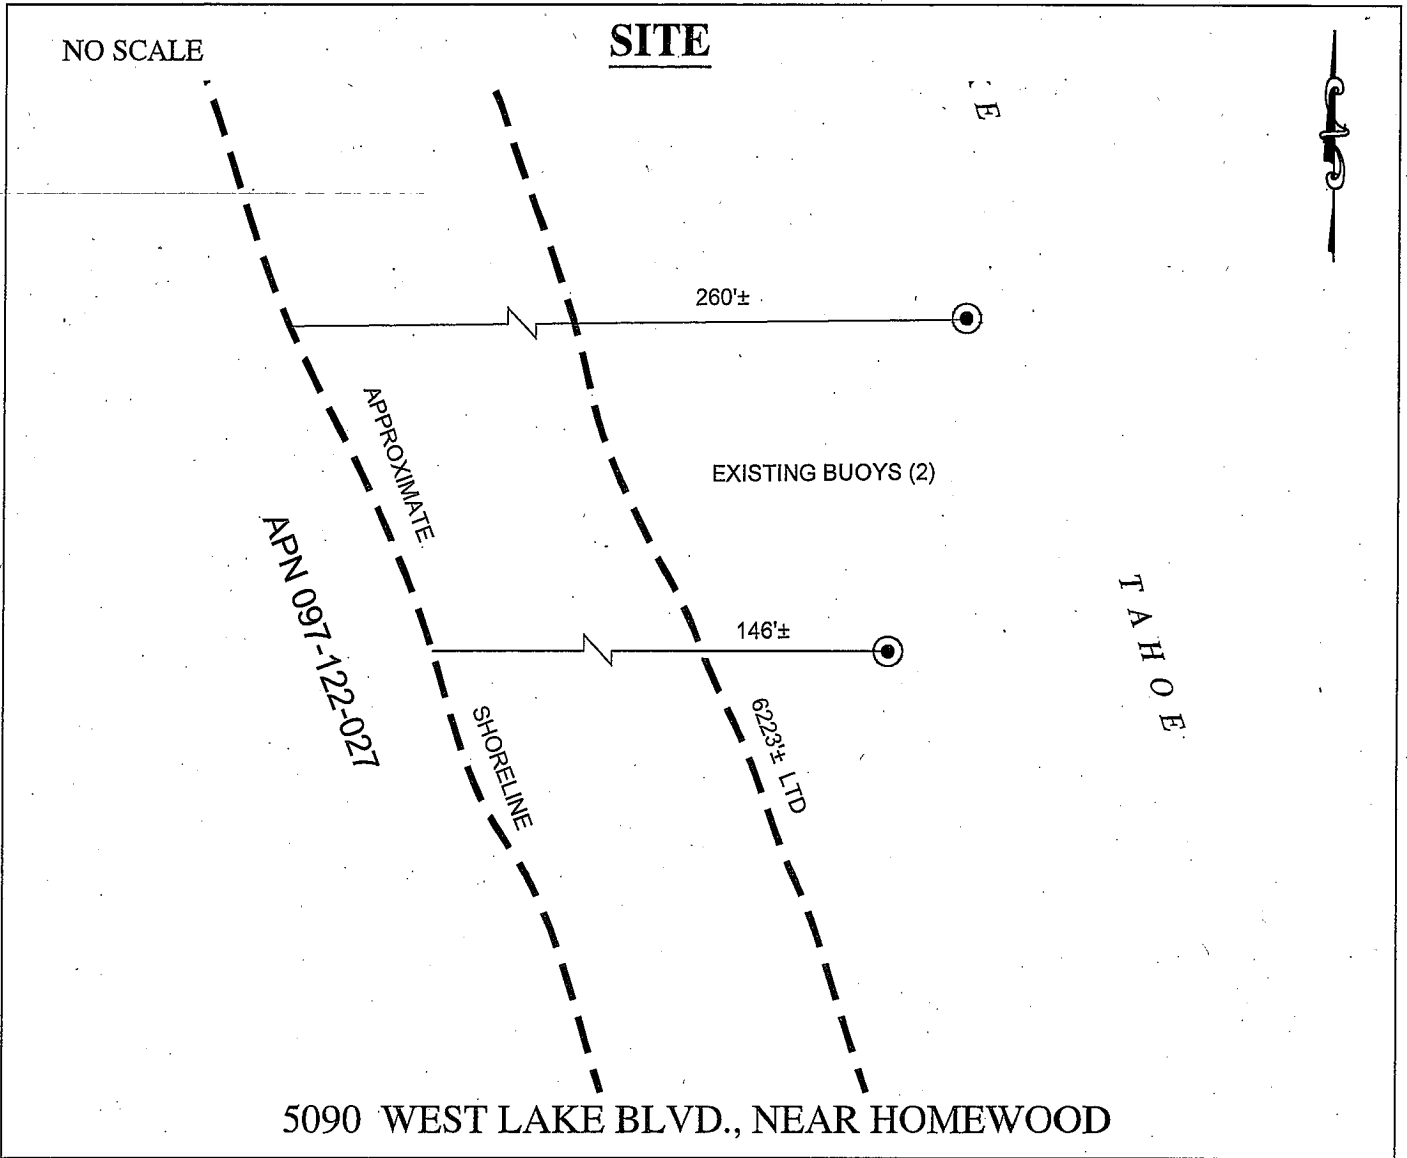 NO SCALE
SITE
E
260'±
APPROXIMATE
EXISTING BUOYS (2)
APN 097-122-027
146'±
TAHOE
SHORELINE
6223'± LTD
5090 WEST LAKE BLVD., NEAR HOMEWOOD